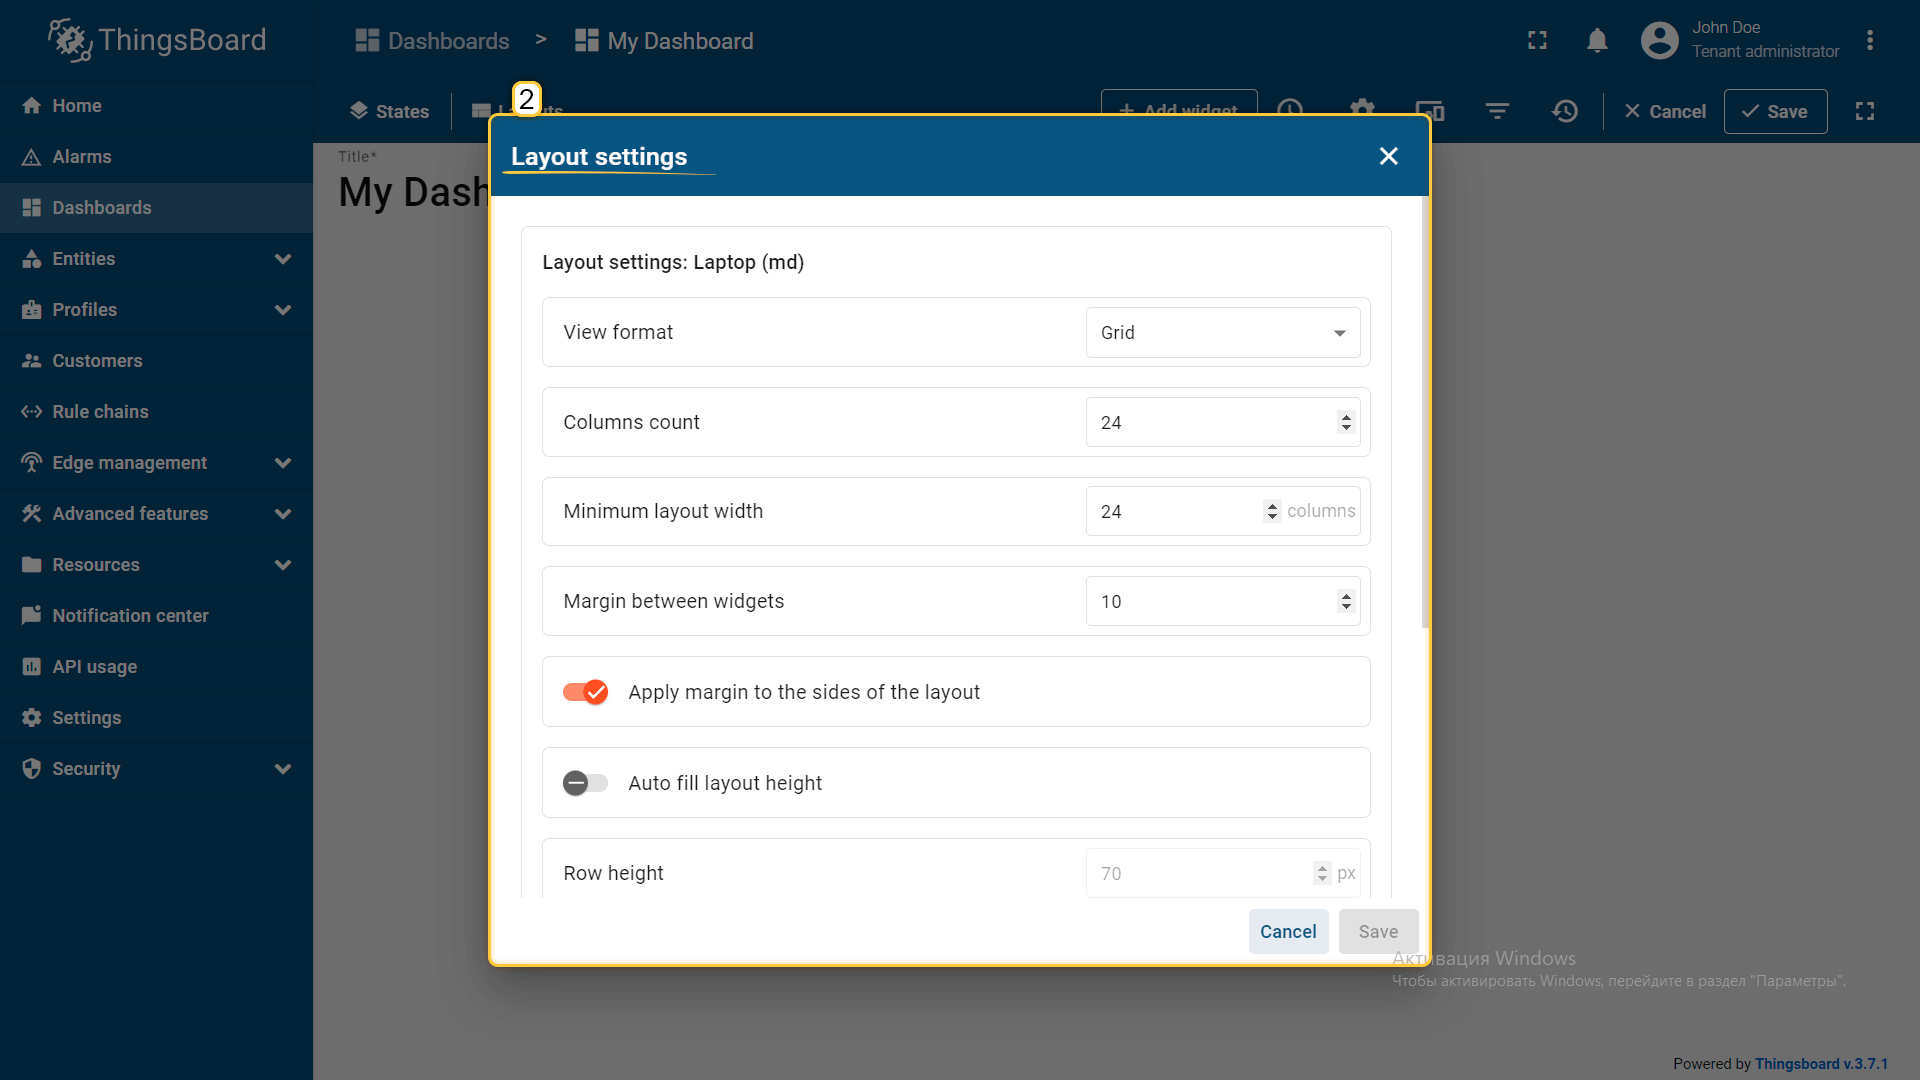 ThingsBoard
Dashboards > My Dashboard
John Doe
Tenant administrator
Home
Alarms
Dashboards
Entities
Profiles
Customers
Rule chains
Edge management
Advanced features
Resources
Notification center
API usage
Settings
Security
States
2
Add widget
Cancel
Save
Title*
My Dash
Layout settings
Layout settings: Laptop (md)
View format
Grid
Columns count
24
Minimum layout width
24 columns
Margin between widgets
10
Apply margin to the sides of the layout
Auto fill layout height
Row height
70 px
Cancel
Save
Активация Windows
Чтобы активировать Windows, перейдите в раздел "Параметры".
Powered by Thingsboard v.3.7.1